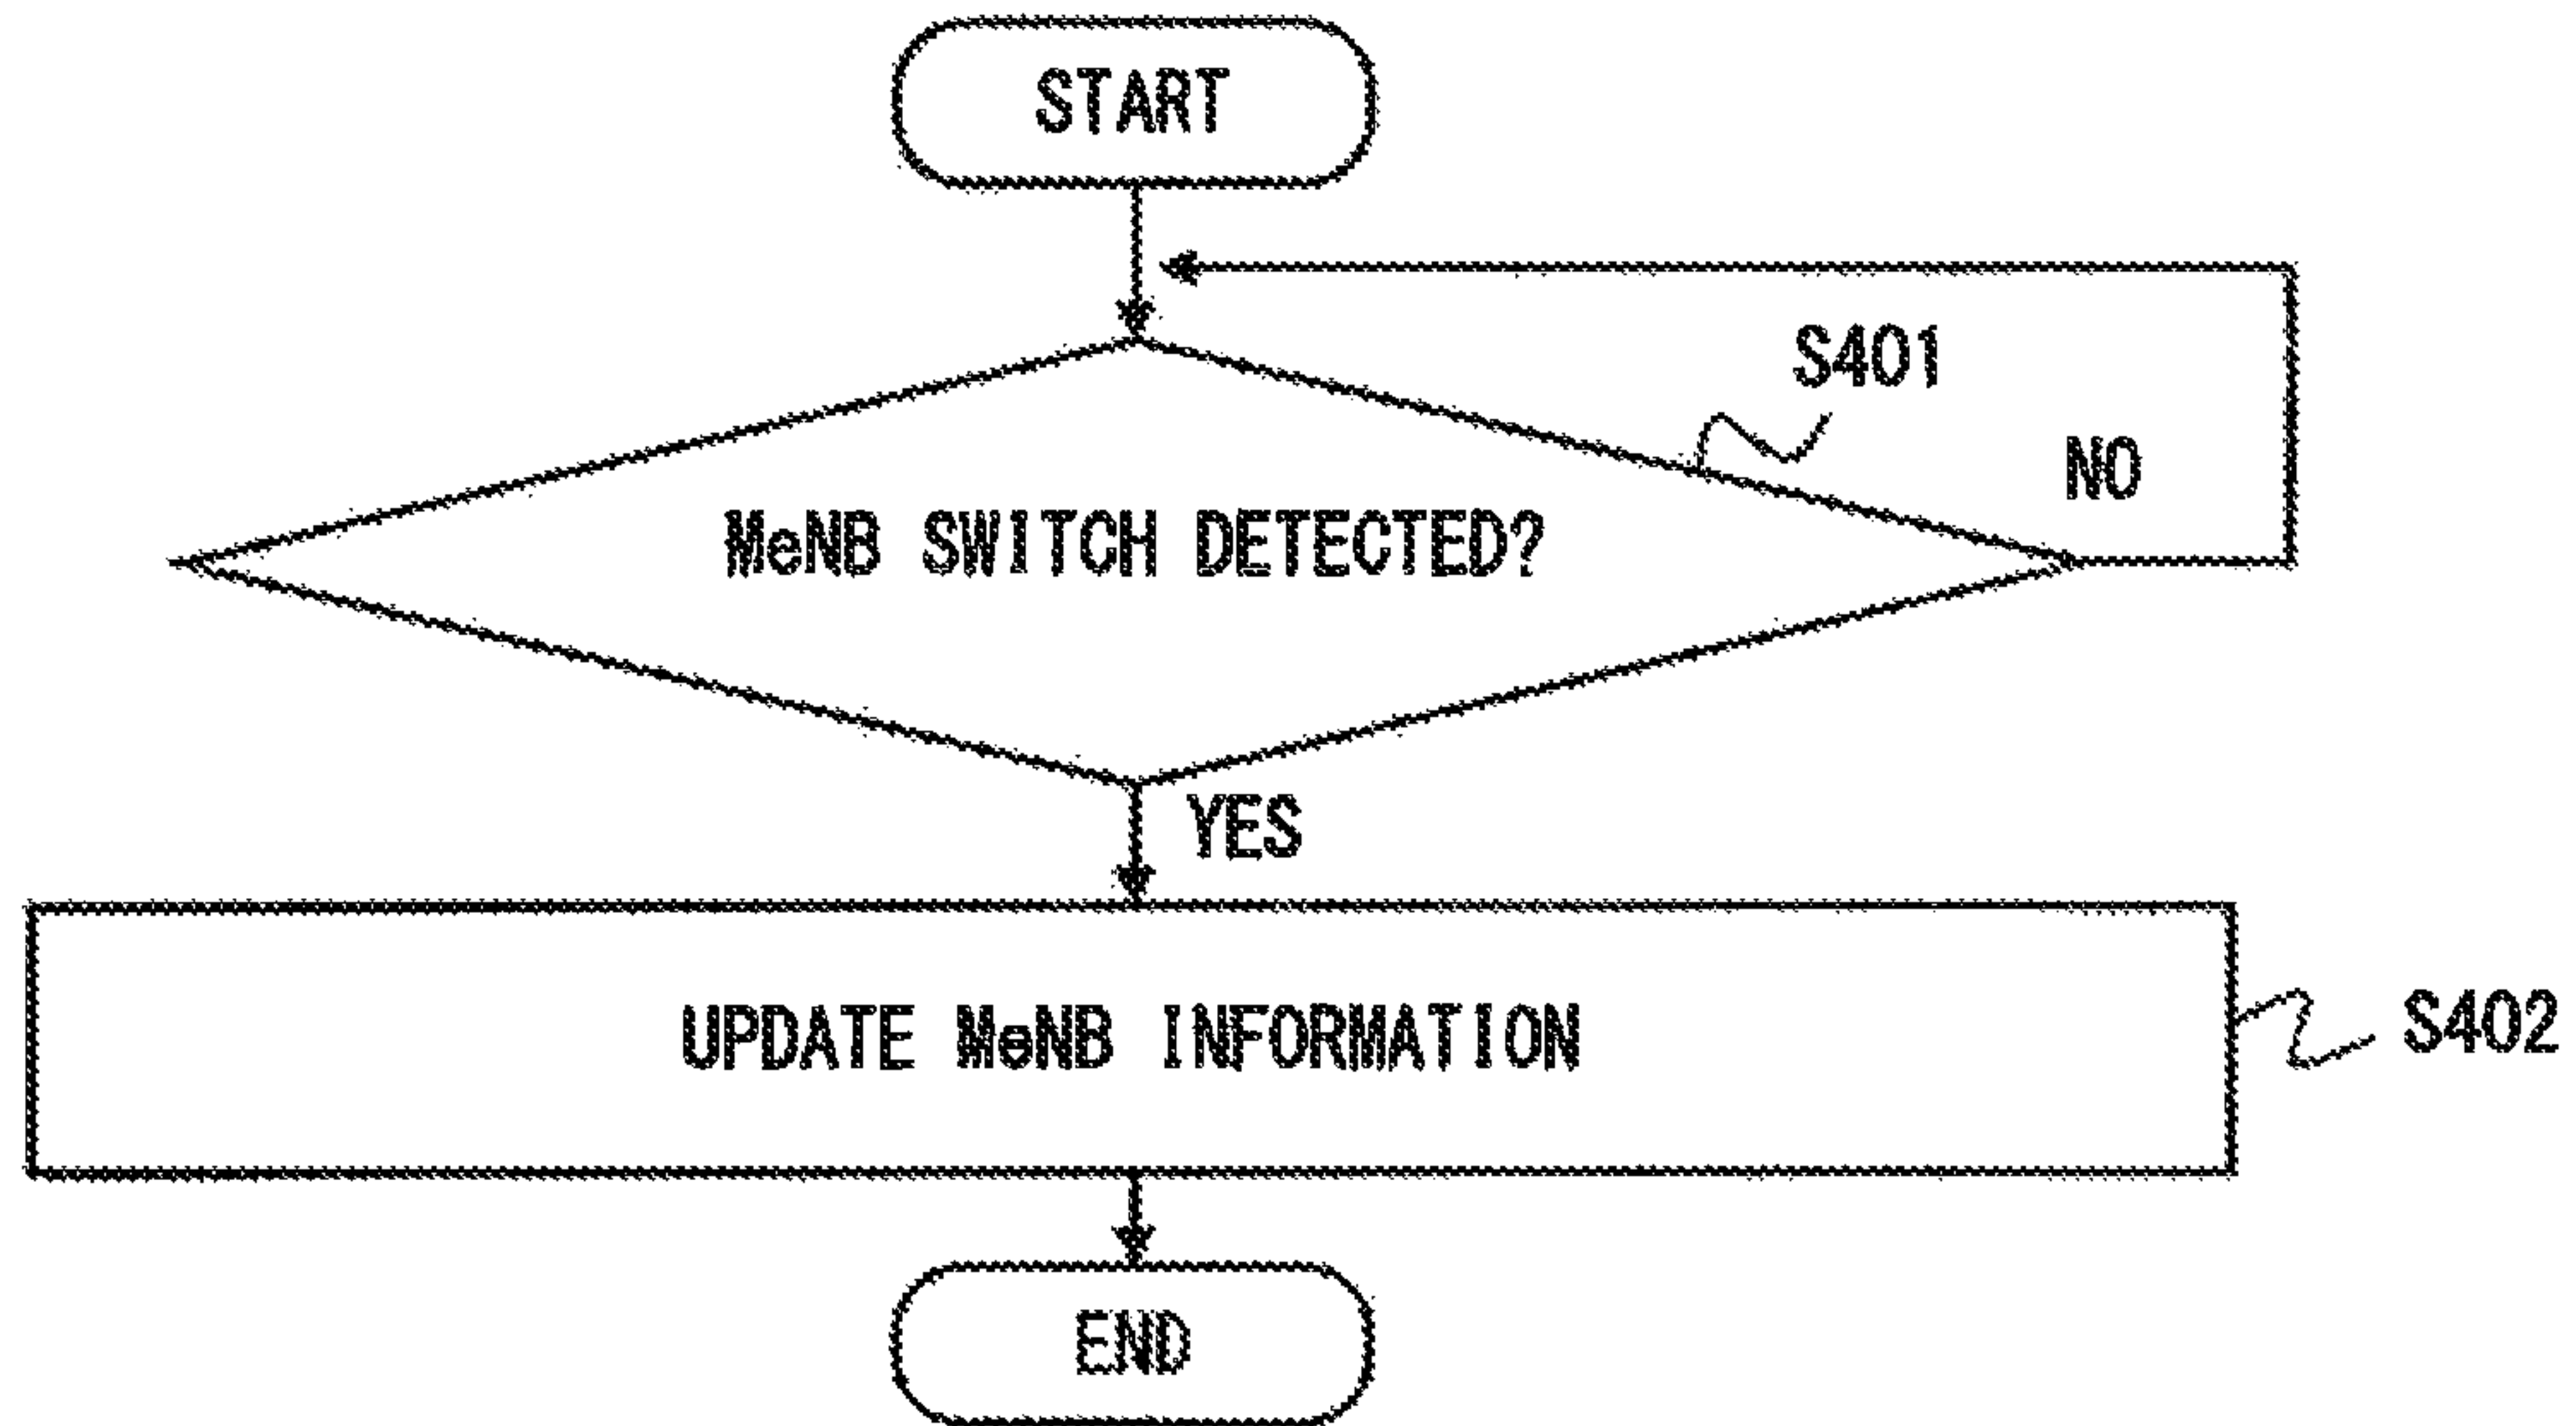 START
S401
NO
MeNB SWITCH DETECTED?
YES
UPDATE MeNB INFORMATION
S402
END